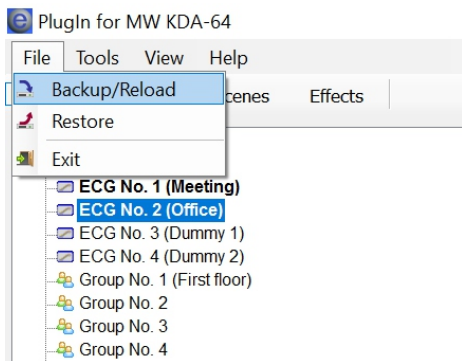 PlugIn for MW KDA-64
File Tools View Help
Backup/Reload
Effects
Restore
Exit
ECG No. 1 (Meeting)
ECG No. 2 (Office)
ECG No. 3 (Dummy 1)
ECG No. 4 (Dummy 2)
Group No. 1 (First floor)
Group No. 2
Group No. 3
Group No. 4